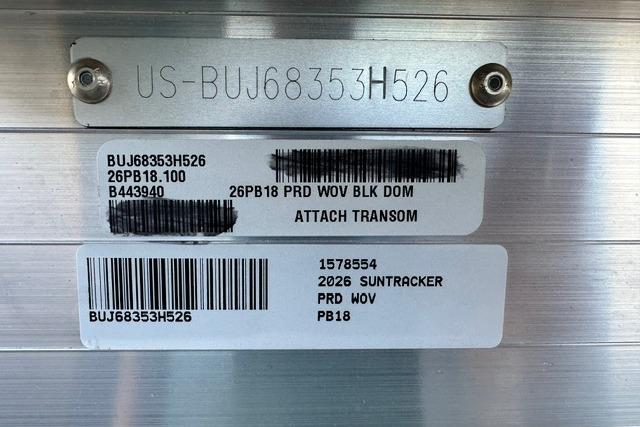 US-BUJ68353H526
BUJ68353H526
26PB18.100
B443940 26PB18 PRD WOV BLK DOM
ATTACH TRANSOM
1578554
2026 SUNTRACKER
PRD WOV
BUJ68353H526 PB18